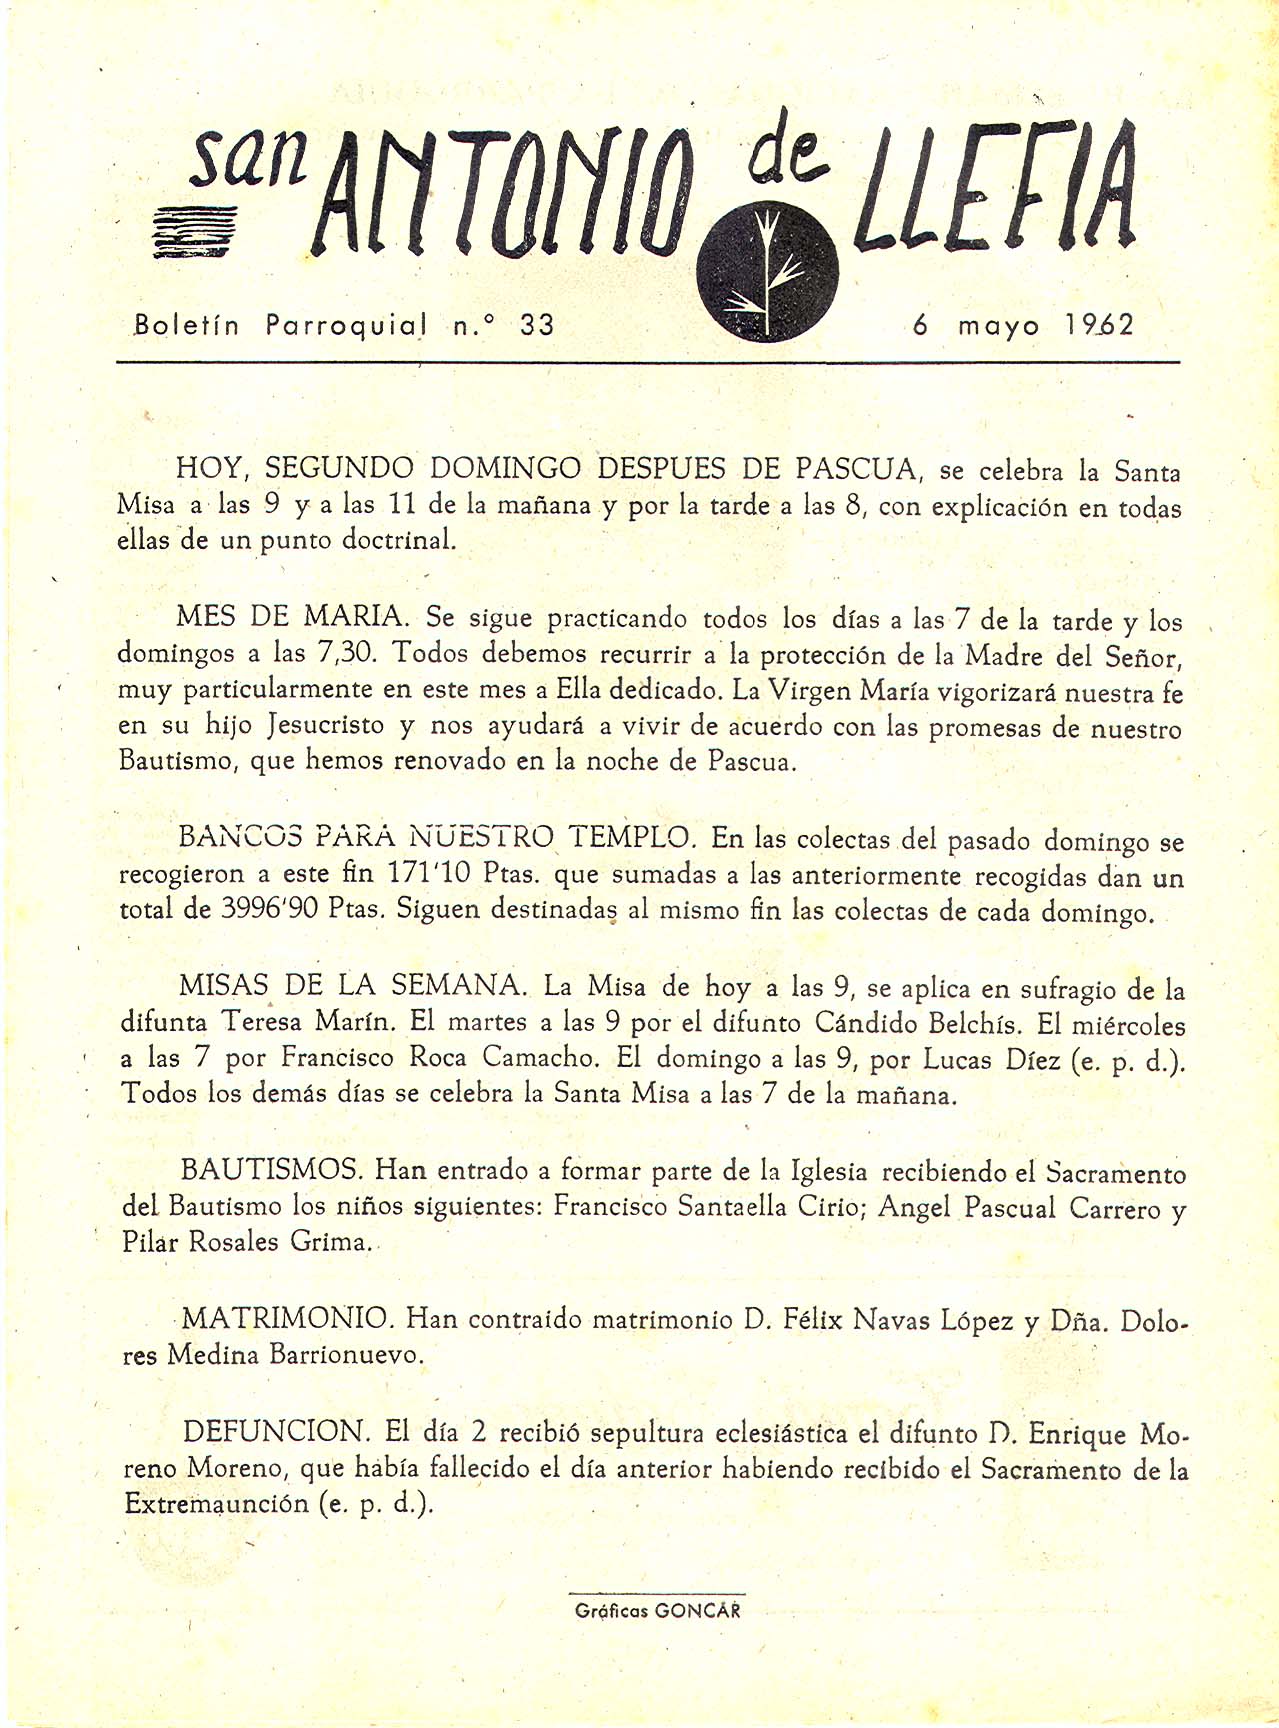 san ANTONIO de LLEFIA
Boletín Parroquial n.° 33 6 mayo 1962
HOY, SEGUNDO DOMINGO DESPUES DE PASCUA, se celebra la Santa
Misa a las 9 y a las 11 de la mañana y por la tarde a las 8, con explicación en todas
ellas de un punto doctrinal.
MES DE MARIA. Se sigue practicando todos los días a las 7 de la tarde y los
domingos a las 7,30. Todos debemos recurrir a la protección de la Madre del Señor,
muy particularmente en este mes a Ella dedicado. La Virgen María vigorizará nuestra fe
en su hijo Jesucristo y nos ayudará a vivir de acuerdo con las promesas de nuestro
Bautismo, que hemos renovado en la noche de Pascua.
BANCOS PARA NUESTRO TEMPLO. En las colectas del pasado domingo se
recogieron a este fin 171'10 Ptas. que sumadas a las anteriormente recogidas dan un
total de 3996'90 Ptas. Siguen destinadas al mismo fin las colectas de cada domingo.
MISAS DE LA SEMANA. La Misa de hoy a las 9, se aplica en sufragio de la
difunta Teresa Marín. El martes a las 9 por el difunto Cándido Belchís. El miércoles
a las 7 por Francisco Roca Camacho. El domingo a las 9, por Lucas Díez (e. p. d.).
Todos los demás días se celebra la Santa Misa a las 7 de la mañana.
BAUTISMOS. Han entrado a formar parte de la Iglesia recibiendo el Sacramento
del Bautismo los niños siguientes: Francisco Santaella Cirio; Angel Pascual Carrero y
Pilar Rosales Grima.
MATRIMONIO. Han contraido matrimonio D. Félix Navas López y Dña. Dolo-
res Medina Barrionuevo.
DEFUNCION. El día 2 recibió sepultura eclesiástica el difunto D. Enrique Mo-
reno Moreno, que había fallecido el día anterior habiendo recibido el Sacramento de la
Extremaunción (e. p. d.).
Gráficas GONCAR